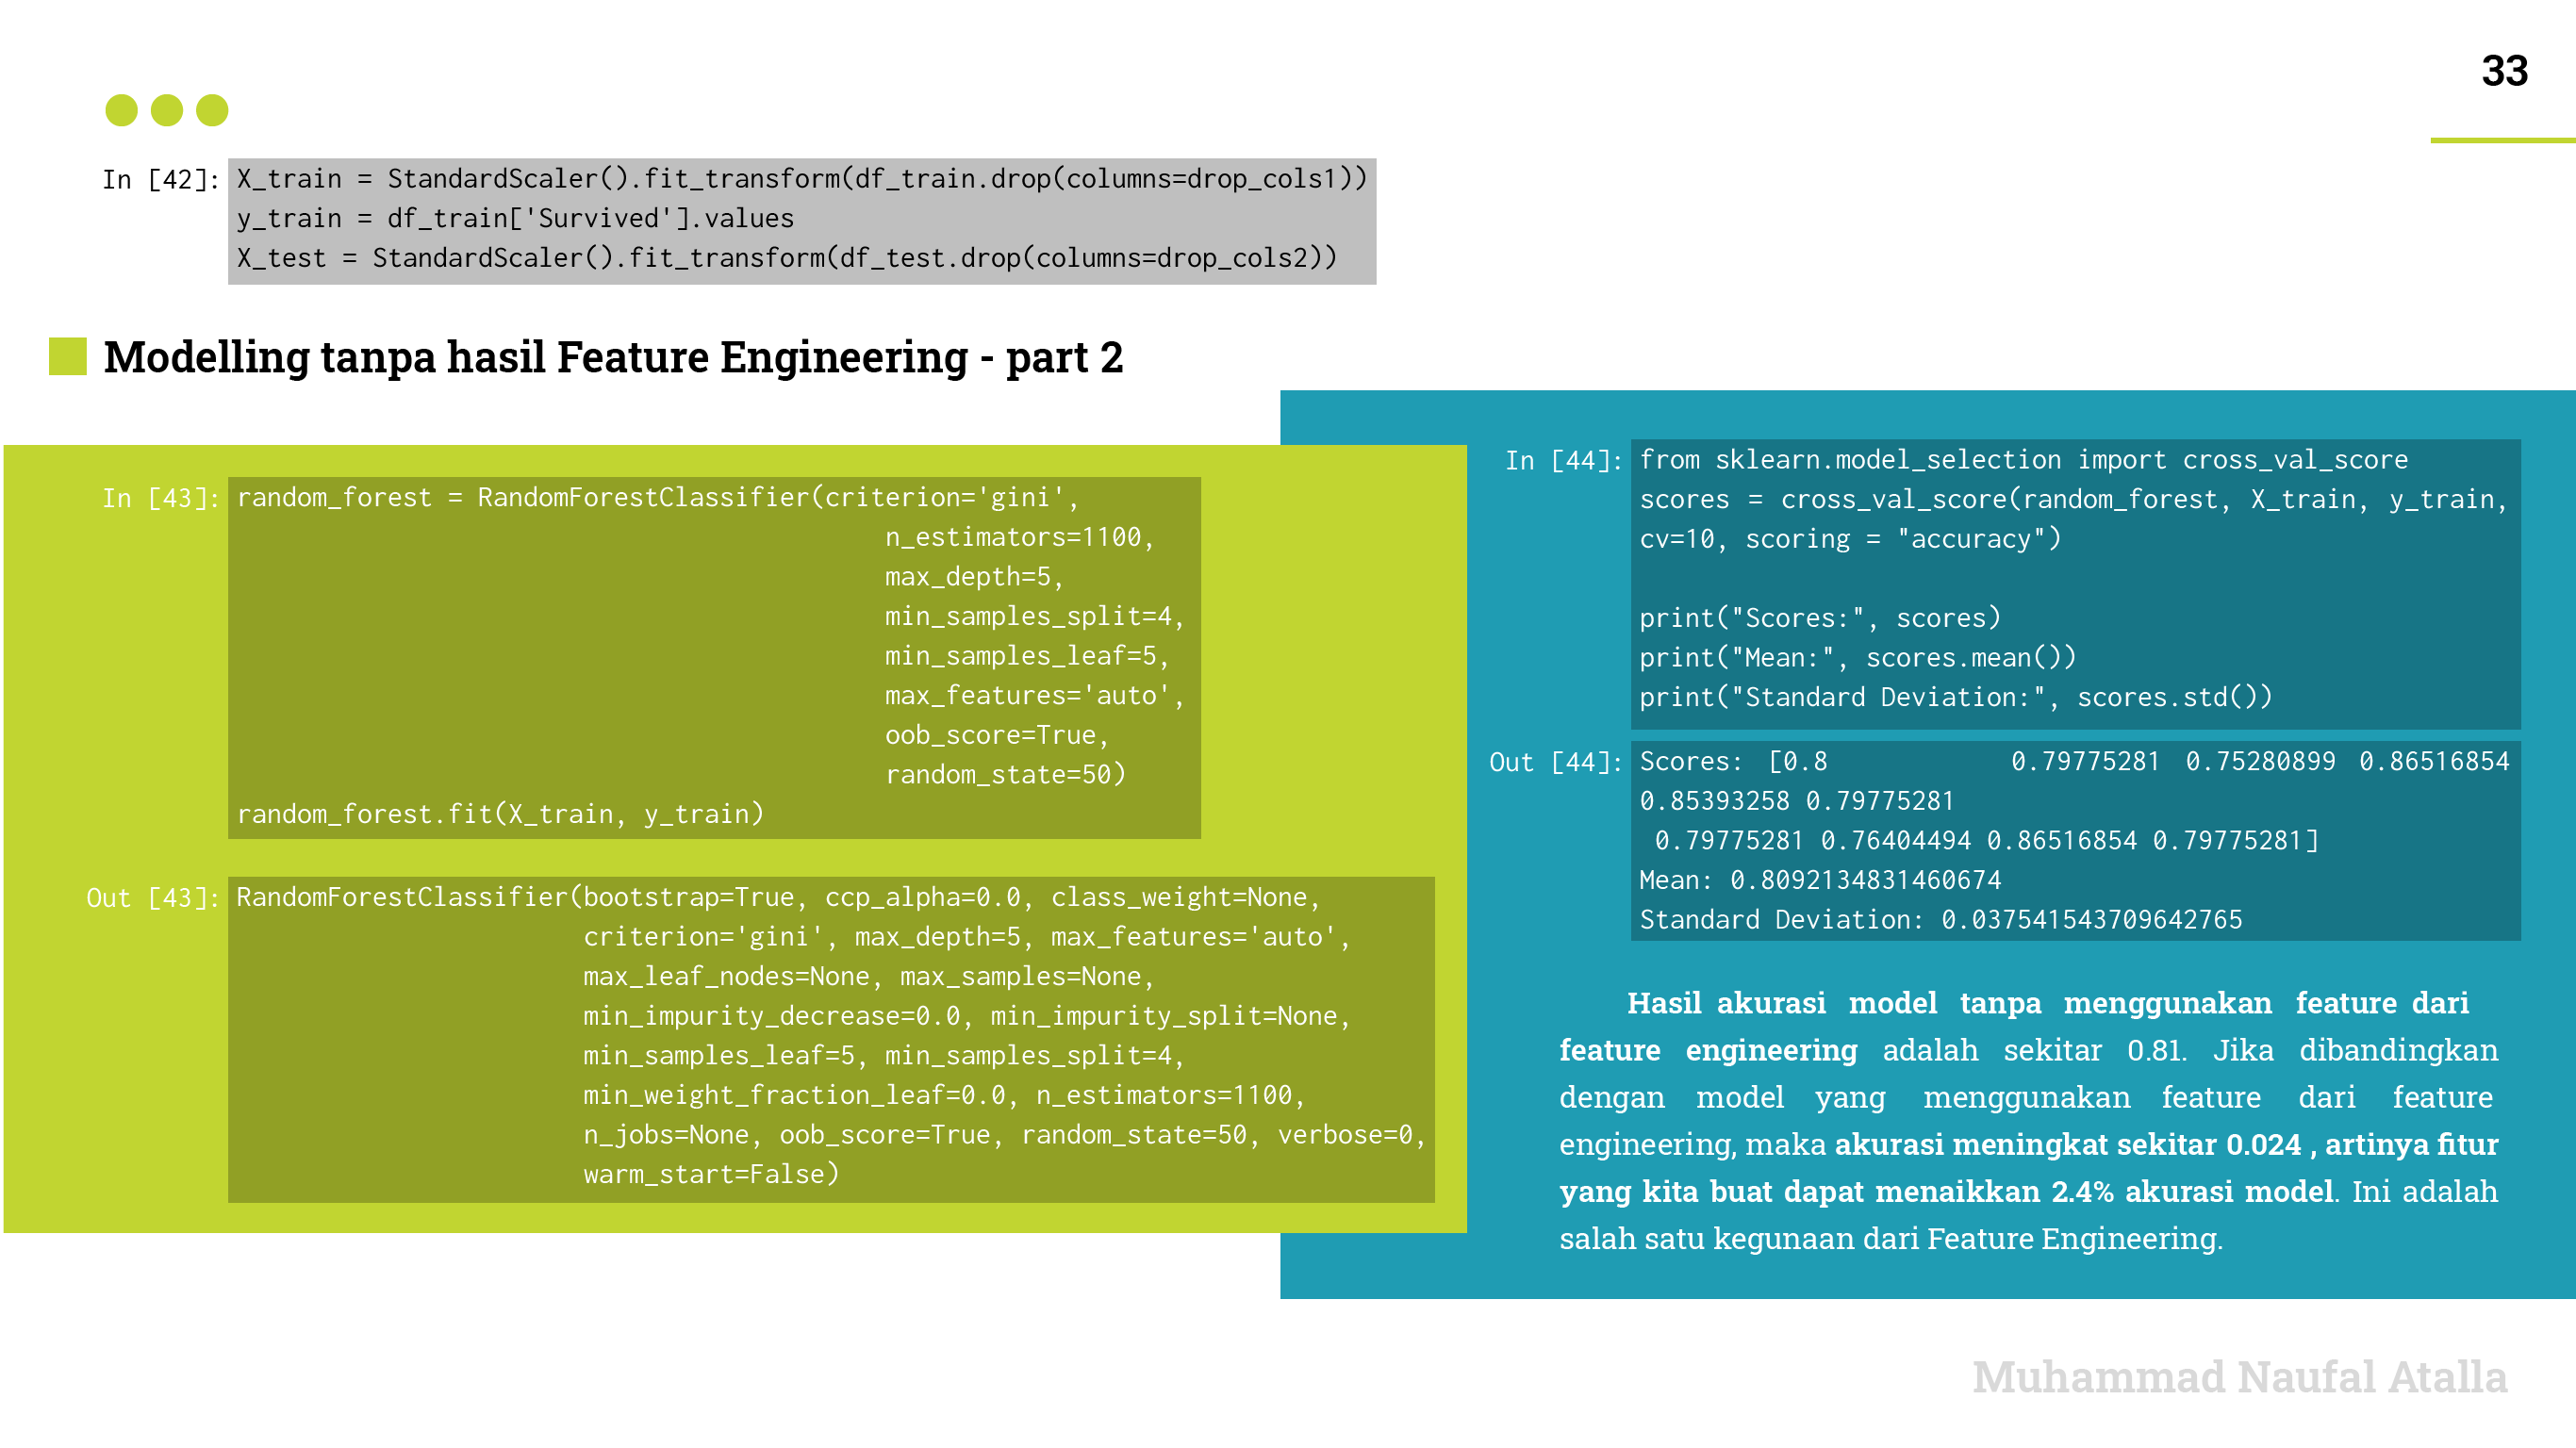 33
In [42]: X_train = StandardScaler().fit_transform(df_train.drop(columns=drop_cols1))
y_train = df_train['Survived'].values
X_test = StandardScaler().fit_transform(df_test.drop(columns=drop_cols2))
Modelling tanpa hasil Feature Engineering - part 2
In [43]: random_forest = RandomForestClassifier(criterion='gini',
n_estimators=1100,
max_depth=5,
min_samples_split=4,
min_samples_leaf=5,
max_features='auto',
oob_score=True,
random_state=50)
random_forest.fit(X_train, y_train)
Out [43]: RandomForestClassifier(bootstrap=True, ccp_alpha=0.0, class_weight=None,
criterion='gini', max_depth=5, max_features='auto',
max_leaf_nodes=None, max_samples=None,
min_impurity_decrease=0.0, min_impurity_split=None,
min_samples_leaf=5, min_samples_split=4,
min_weight_fraction_leaf=0.0, n_estimators=1100,
n_jobs=None, oob_score=True, random_state=50, verbose=0,
warm_start=False)
In [44]: from sklearn.model_selection import cross_val_score
scores = cross_val_score(random_forest, X_train, y_train,
cv=10, scoring = "accuracy")
print("Scores:", scores)
print("Mean:", scores.mean())
print("Standard Deviation:", scores.std())
Out [44]: Scores: [0.8 0.79775281 0.75280899 0.86516854
0.85393258 0.79775281
0.79775281 0.76404494 0.86516854 0.79775281]
Mean: 0.8092134831460674
Standard Deviation: 0.037541543709642765
Hasil akurasi model tanpa menggunakan feature dari
feature engineering adalah sekitar 0.81. Jika dibandingkan
dengan model yang menggunakan feature dari feature
engineering, maka akurasi meningkat sekitar 0.024 , artinya fitur
yang kita buat dapat menaikkan 2.4% akurasi model. Ini adalah
salah satu kegunaan dari Feature Engineering.
Muhammad Naufal Atalla